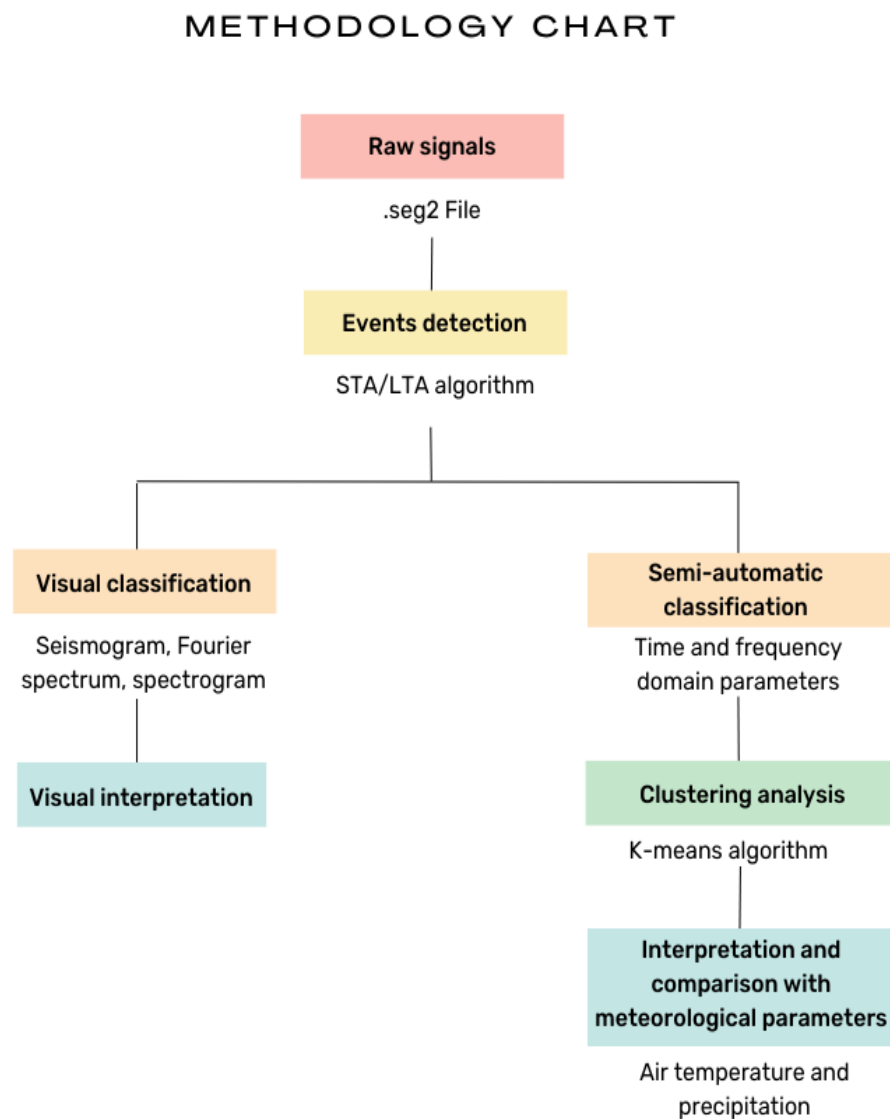 METHODOLOGY CHART
Raw signals
.seg2 File
Events detection
STA/LTA algorithm
Visual classification
Seismogram, Fourier
spectrum, spectrogram
Visual interpretation
Semi-automatic
classification
Time and frequency
domain parameters
Clustering analysis
K-means algorithm
Interpretation and
comparison with
meteorological parameters
Air temperature and
precipitation